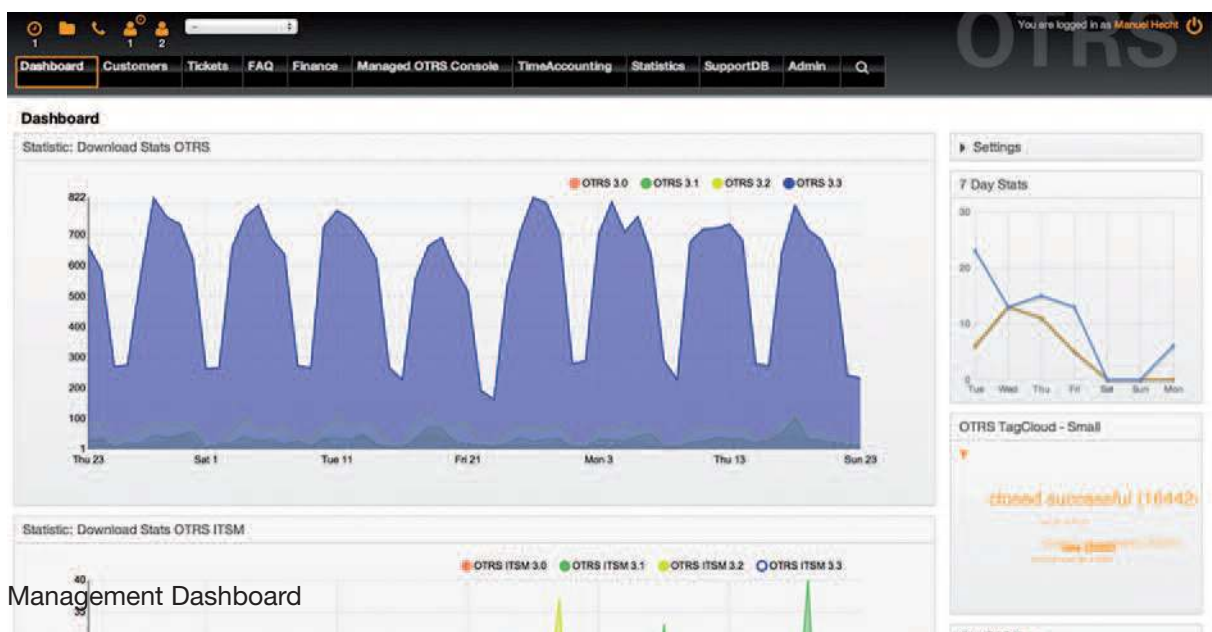 OTRS
You are logged in as Manuel Hecht
1 1 2
-
Dashboard Customers Tickets FAQ Finance Managed OTRS Console TimeAccounting Statistics SupportDB Admin
Dashboard
Statistic: Download Stats OTRS
OTRS 3.0 OTRS 3.1 OTRS 3.2 OTRS 3.3
822
700
600
500
400
300
200
100
1
Thu 23 Sat 1 Tue 11 Fri 21 Mon 3 Thu 13 Sun 23
Settings
7 Day Stats
30
20
10
0
Tue Wed Thu Fri Sat Sun Mon
OTRS TagCloud - Small
closed successful (16442
Statistic: Download Stats OTRS ITSM
OTRS ITSM 3.0 OTRS ITSM 3.1 OTRS ITSM 3.2 OTRS ITSM 3.3
40
35
Management Dashboard